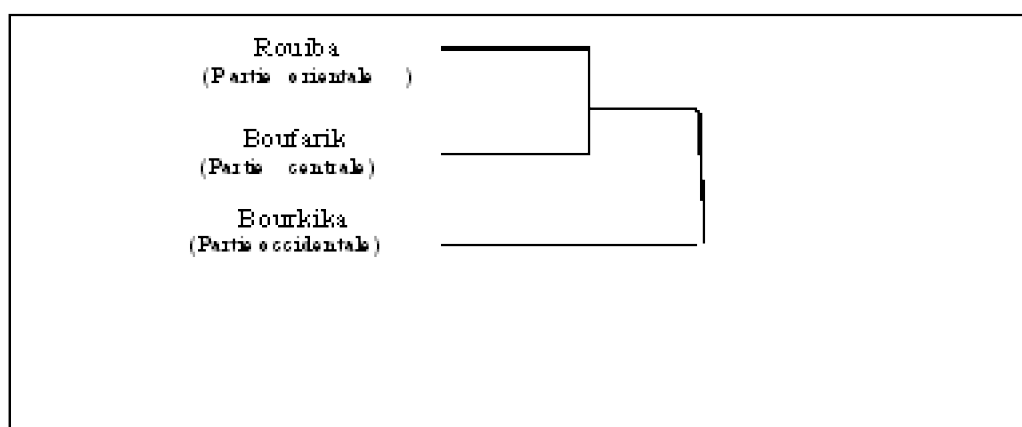 Rouiba
(Partie orientale )
Boufarik
(Partie centrale)
Bourkika
(Partie occidentale)